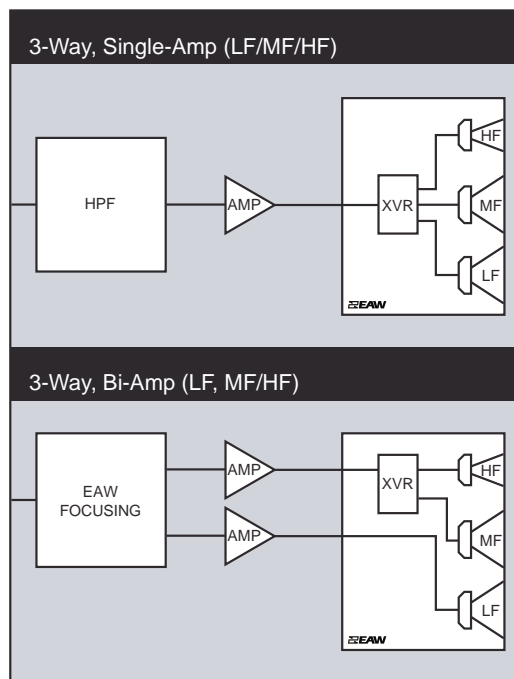 3-Way, Single-Amp (LF/MF/HF)
HPF
AMP
XVR
HF
MF
LF
EAW
3-Way, Bi-Amp (LF, MF/HF)
EAW
FOCUSING
AMP
AMP
XVR
HF
MF
LF
EAW